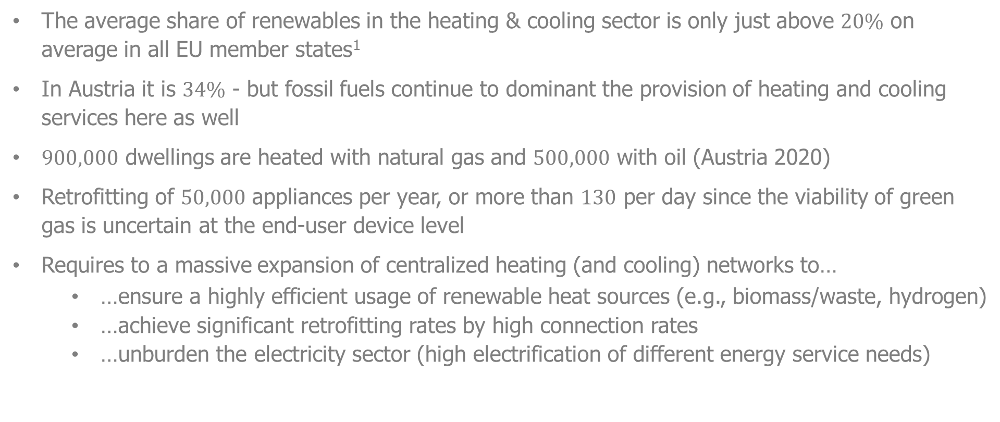 • The average share of renewables in the heating & cooling sector is only just above 20% on
average in all EU member states¹
• In Austria it is 34% - but fossil fuels continue to dominant the provision of heating and cooling
services here as well
• 900,000 dwellings are heated with natural gas and 500,000 with oil (Austria 2020)
• Retrofitting of 50,000 appliances per year, or more than 130 per day since the viability of green
gas is uncertain at the end-user device level
• Requires to a massive expansion of centralized heating (and cooling) networks to…
• …ensure a highly efficient usage of renewable heat sources (e.g., biomass/waste, hydrogen)
• …achieve significant retrofitting rates by high connection rates
• …unburden the electricity sector (high electrification of different energy service needs)